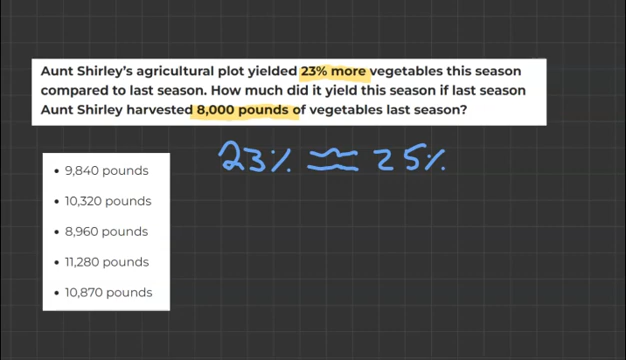 Aunt Shirley's agricultural plot yielded 23% more vegetables this season
compared to last season. How much did it yield this season if last season
Aunt Shirley harvested 8,000 pounds of vegetables last season?
23% ≈ 25%
• 9,840 pounds
• 10,320 pounds
• 8,960 pounds
• 11,280 pounds
• 10,870 pounds